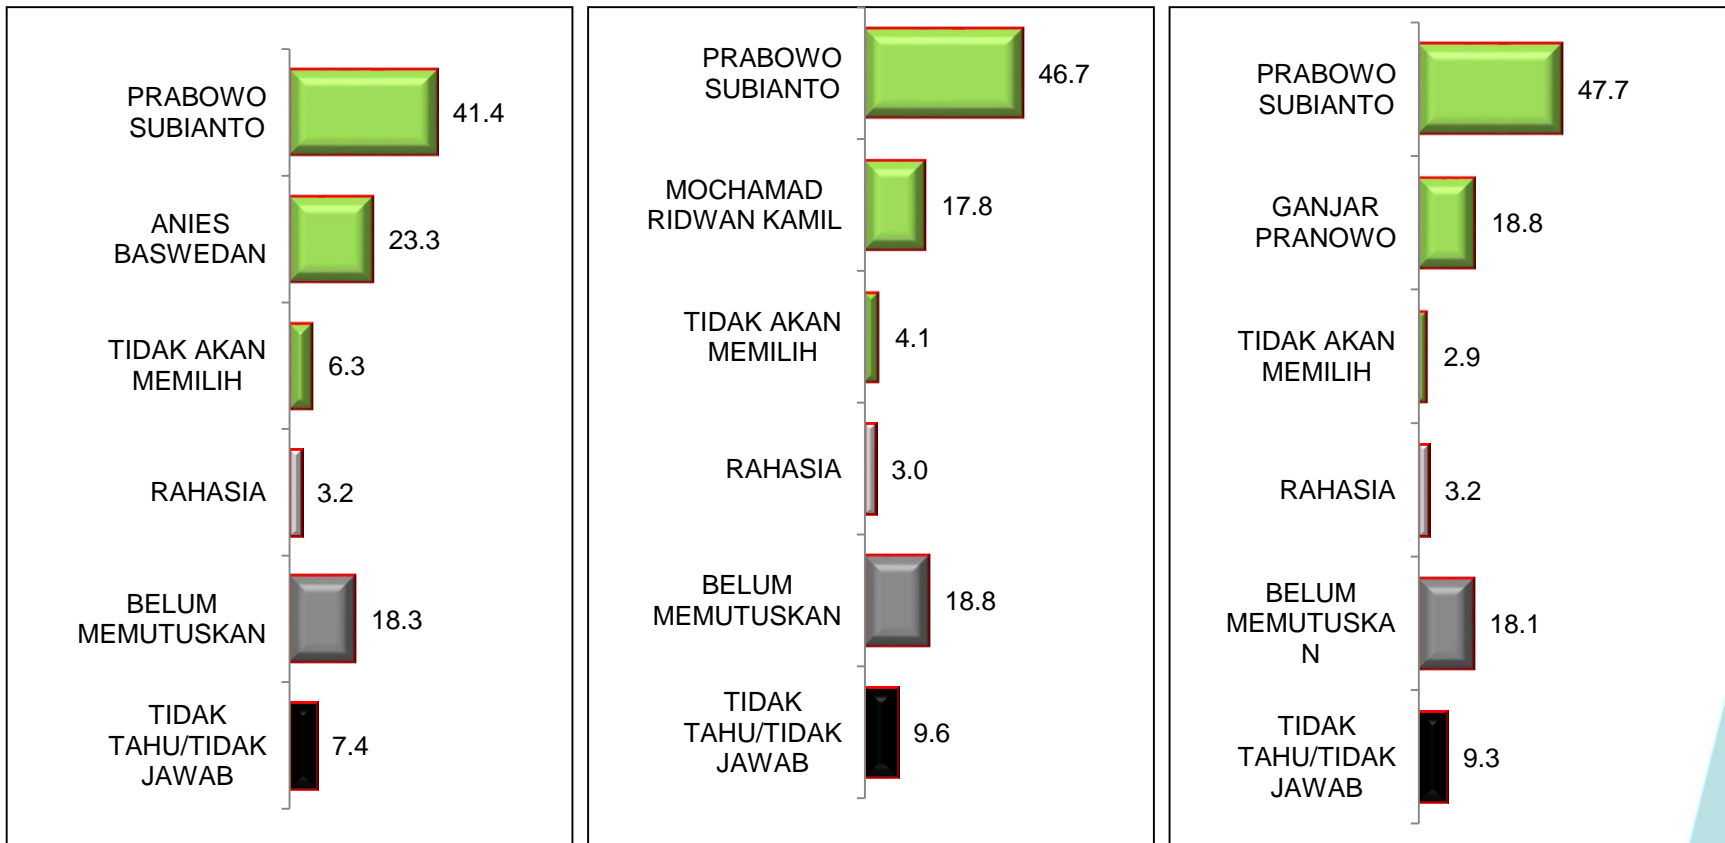 PRABOWO
SUBIANTO
41.4
ANIES
BASWEDAN
23.3
TIDAK AKAN
MEMILIH
6.3
RAHASIA
3.2
BELUM
MEMUTUSKAN
18.3
TIDAK
TAHU/TIDAK
JAWAB
7.4
PRABOWO
SUBIANTO
46.7
MOCHAMAD
RIDWAN KAMIL
17.8
TIDAK AKAN
MEMILIH
4.1
RAHASIA
3.0
BELUM
MEMUTUSKAN
18.8
TIDAK
TAHU/TIDAK
JAWAB
9.6
PRABOWO
SUBIANTO
47.7
GANJAR
PRANOWO
18.8
TIDAK AKAN
MEMILIH
2.9
RAHASIA
3.2
BELUM
MEMUTUSKA
N
18.1
TIDAK
TAHU/TIDAK
JAWAB
9.3